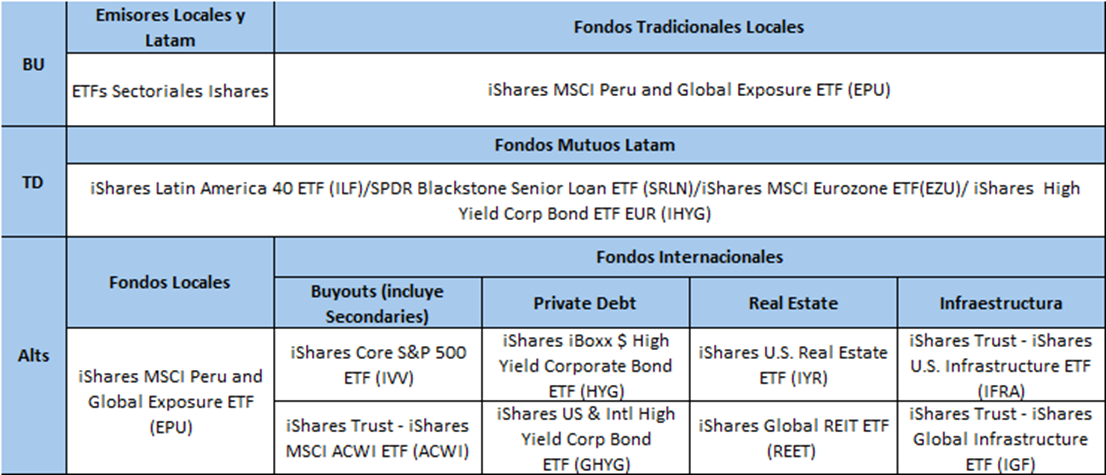 BU
Emisores Locales y
Latam
Fondos Tradicionales Locales
ETFs Sectoriales Ishares
iShares MSCI Peru and Global Exposure ETF (EPU)
TD
Fondos Mutuos Latam
iShares Latin America 40 ETF (ILF)/SPDR Blackstone Senior Loan ETF (SRLN)/iShares MSCI Eurozone ETF(EZU)/ iShares High
Yield Corp Bond ETF EUR (IHYG)
Alts
Fondos Locales
Fondos Internacionales
Buyouts (incluye
Secondaries)
Private Debt
Real Estate
Infraestructura
iShares MSCI Peru and
Global Exposure ETF
(EPU)
iShares Core S&P 500
ETF (IVV)
iShares iBoxx $ High
Yield Corporate Bond
ETF (HYG)
iShares U.S. Real Estate
ETF (IYR)
iShares Trust - iShares
U.S. Infrastructure ETF
(IFRA)
iShares Trust - iShares
MSCI ACWI ETF (ACWI)
iShares US & Intl High
Yield Corp Bond
ETF (GHYG)
iShares Global REIT ETF
(REET)
iShares Trust - iShares
Global Infrastructure
ETF (IGF)